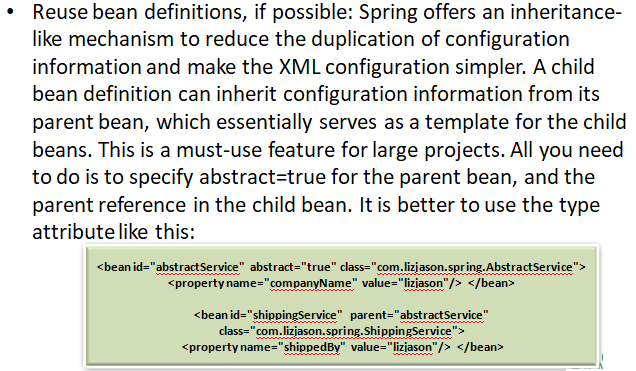 • Reuse bean definitions, if possible: Spring offers an inheritance-
like mechanism to reduce the duplication of configuration
information and make the XML configuration simpler. A child
bean definition can inherit configuration information from its
parent bean, which essentially serves as a template for the child
beans. This is a must-use feature for large projects. All you need
to do is to specify abstract=true for the parent bean, and the
parent reference in the child bean. It is better to use the type
attribute like this:
<bean id="abstractService" abstract="true" class="com.lizjason.spring.AbstractService">
<property name="companyName" value="lizjason"/> </bean>
<bean id="shippingService" parent="abstractService"
class="com.lizjason.spring.ShippingService">
<property name="shippedBy" value="lizjason"/> </bean>